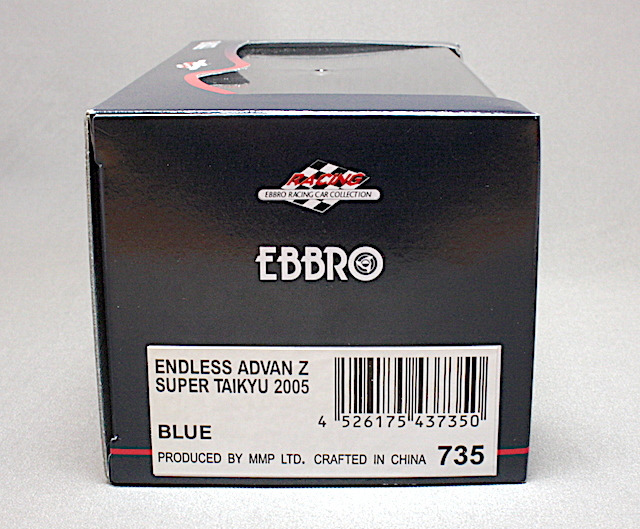 RACING
EBBRO RACING CAR COLLECTION
EBBRO
ENDLESS ADVAN Z
SUPER TAIKYU 2005
4 526175 437350
BLUE
PRODUCED BY MMP LTD. CRAFTED IN CHINA 735